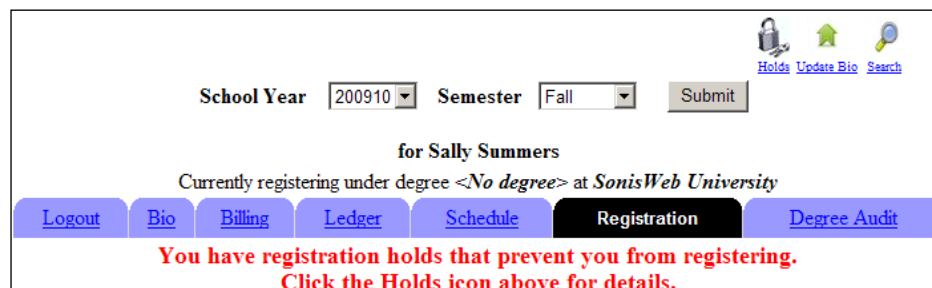 Holds Update Bio Search
School Year 200910 Semester Fall Submit
for Sally Summers
Currently registering under degree <No degree> at SonisWeb University
Logout Bio Billing Ledger Schedule Registration Degree Audit
You have registration holds that prevent you from registering.
Click the Holds icon above for details.